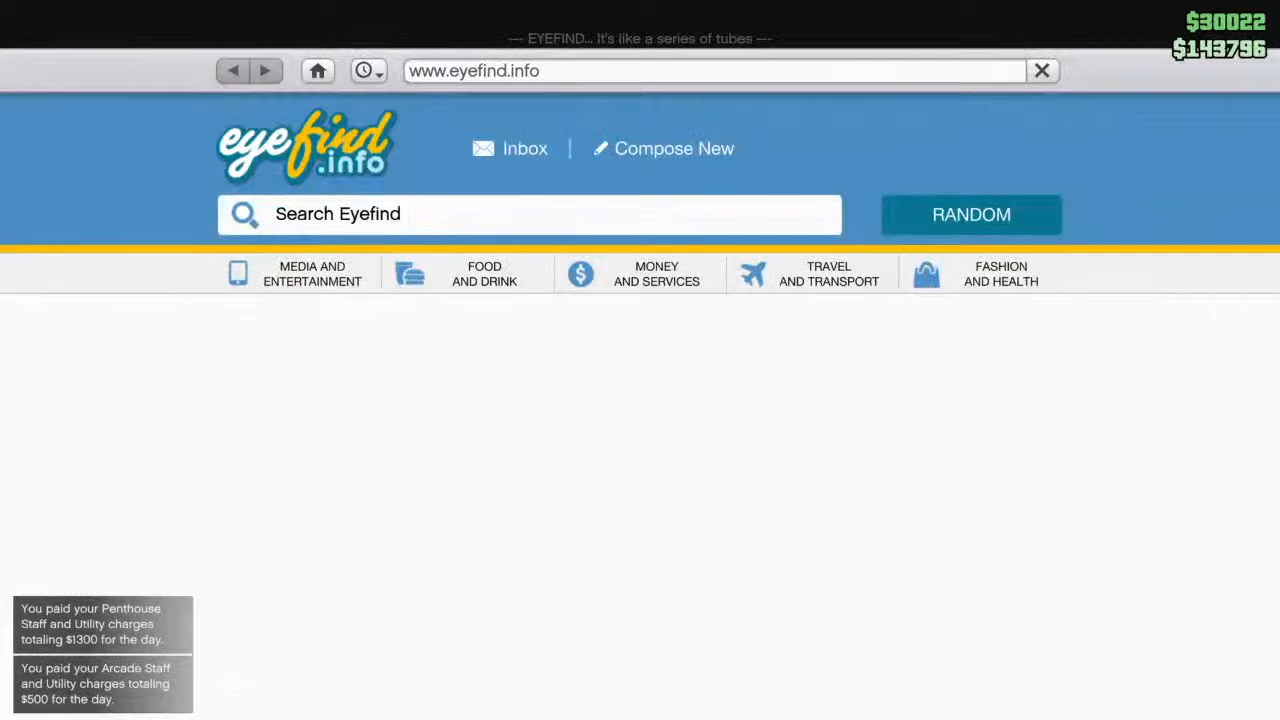 $30022
--- EYEFIND... It's like a series of tubes ---
$143796
www.eyefind.info
eyefind
.info
Inbox
Compose New
Search Eyefind
RANDOM
MEDIA AND
ENTERTAINMENT
FOOD
AND DRINK
MONEY
AND SERVICES
TRAVEL
AND TRANSPORT
FASHION
AND HEALTH
You paid your Penthouse
Staff and Utility charges
totaling $1300 for the day.
You paid your Arcade Staff
and Utility charges totaling
$500 for the day.